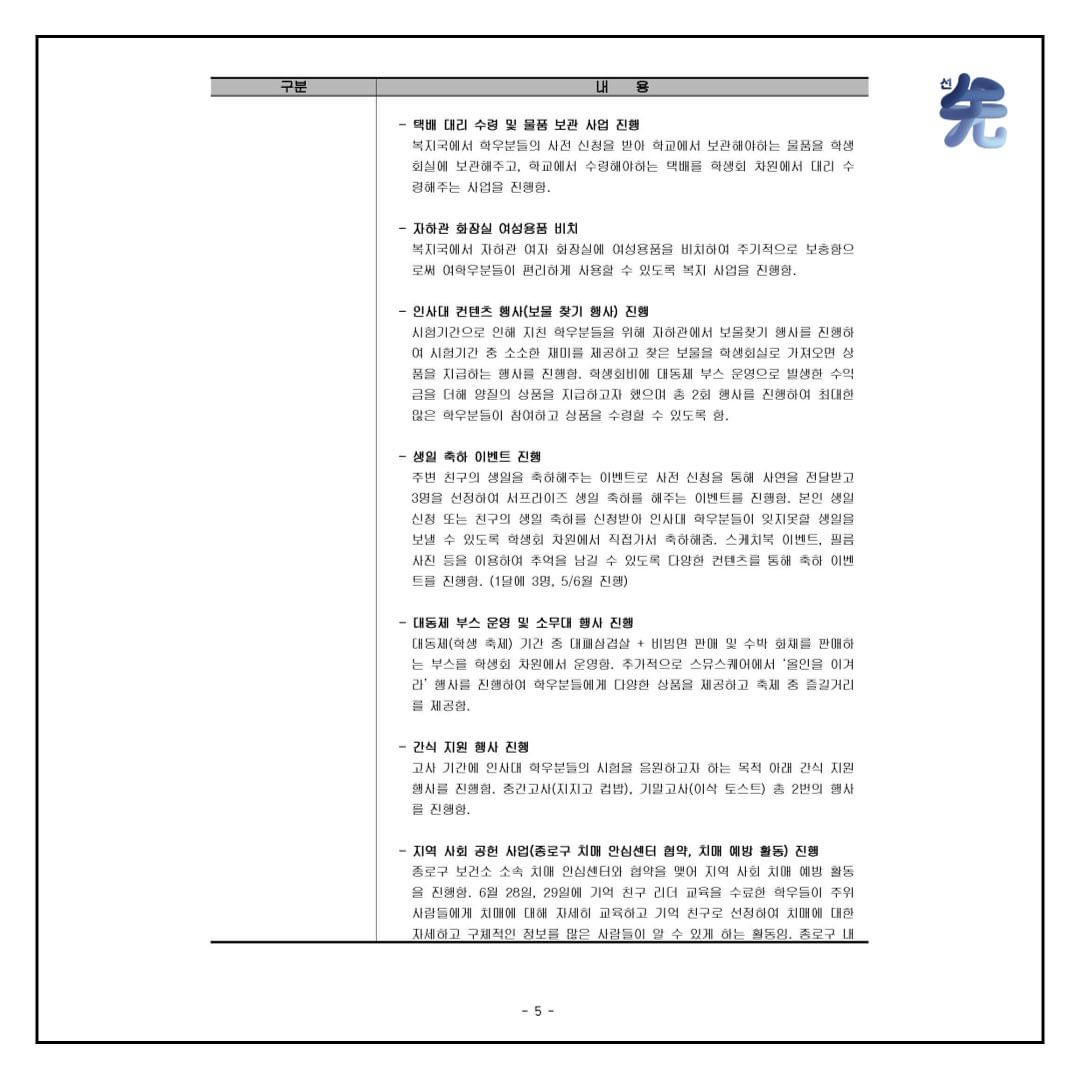 구분 내 용
선
先
- 택배 대리 수령 및 물품 보관 사업 진행
복지국에서 학우분들의 사전 신청을 받아 학교에서 보관해야하는 물품을 학생
회실에 보관해주고, 학교에서 수령해야하는 택배를 학생회 차원에서 대리 수
령해주는 사업을 진행함.
- 자하관 화장실 여성용품 비치
복지국에서 자하관 여자 화장실에 여성용품을 비치하여 주기적으로 보충함으
로써 여학우분들이 편리하게 사용할 수 있도록 복지 사업을 진행함.
- 인사대 컨텐츠 행사(보물 찾기 행사) 진행
시험기간으로 인해 지친 학우분들을 위해 자하관에서 보물찾기 행사를 진행하
여 시험기간 중 소소한 재미를 제공하고 찾은 보물을 학생회실로 가져오면 상
품을 지급하는 행사를 진행함. 학생회비에 대동제 부스 운영으로 발생한 수익
금을 더해 양질의 상품을 지급하고자 했으며 총 2회 행사를 진행하여 최대한
많은 학우분들이 참여하고 상품을 수령할 수 있도록 함.
- 생일 축하 이벤트 진행
주변 친구의 생일을 축하해주는 이벤트로 사전 신청을 통해 사연을 전달받고
3명을 선정하여 서프라이즈 생일 축하를 해주는 이벤트를 진행함. 본인 생일
신청 또는 친구의 생일 축하를 신청받아 인사대 학우분들이 잊지못할 생일을
보낼 수 있도록 학생회 차원에서 직접가서 축하해줌. 스케치북 이벤트, 필름
사진 등을 이용하여 추억을 남길 수 있도록 다양한 컨텐츠를 통해 축하 이벤
트를 진행함. (1달에 3명, 5/6월 진행)
- 대동제 부스 운영 및 소무대 행사 진행
대동제(학생 축제) 기간 중 대패삼겹살 + 비빔면 판매 및 수박 화채를 판매하
는 부스를 학생회 차원에서 운영함. 추가적으로 스뮤스퀘어에서 ‘올인을 이겨
라’ 행사를 진행하여 학우분들에게 다양한 상품을 제공하고 축제 중 즐길거리
를 제공함.
- 간식 지원 행사 진행
고사 기간에 인사대 학우분들의 시험을 응원하고자 하는 목적 아래 간식 지원
행사를 진행함. 중간고사(지지고 컵밥), 기말고사(이삭 토스트) 총 2번의 행사
를 진행함.
- 지역 사회 공헌 사업(종로구 치매 안심센터 협약, 치매 예방 활동) 진행
종로구 보건소 소속 치매 안심센터와 협약을 맺어 지역 사회 치매 예방 활동
을 진행함. 6월 28일, 29일에 기억 친구 리더 교육을 수료한 학우들이 주위
사람들에게 치매에 대해 자세히 교육하고 기억 친구로 선정하여 치매에 대한
자세하고 구체적인 정보를 많은 사람들이 알 수 있게 하는 활동임. 종로구 내
- 5 -